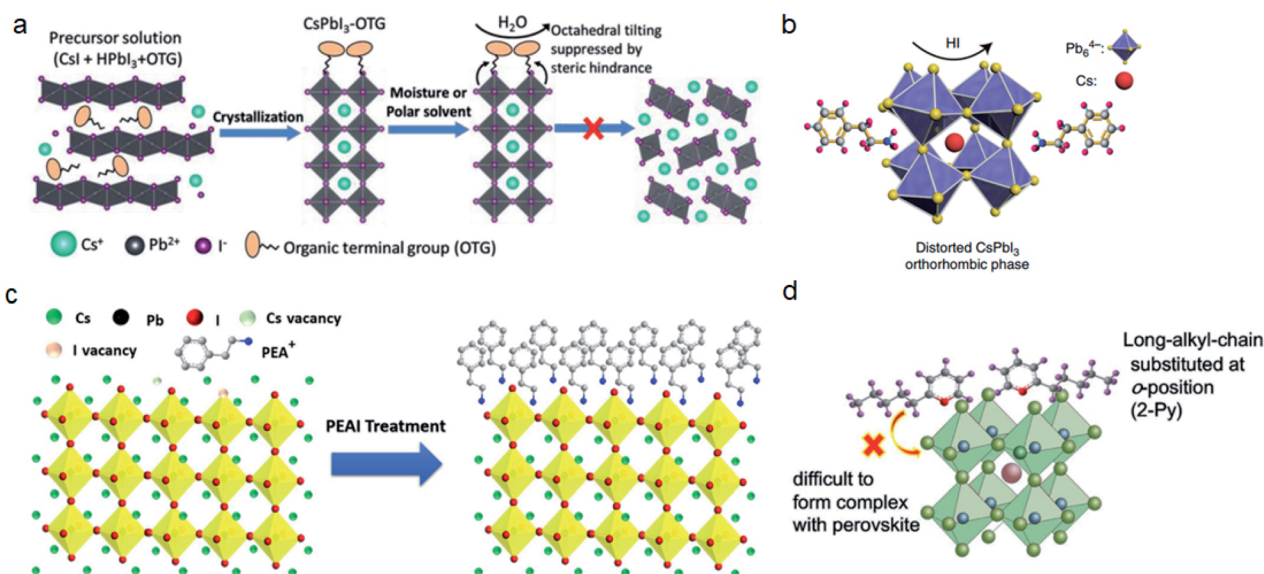 a
Precursor solution
(CsI + HPbI3+OTG)
Crystallization
CsPbI3-OTG
Moisture or
Polar solvent
H2O
Octahedral tilting
suppressed by
steric hindrance
Cs+
Pb2+
I-
Organic terminal group (OTG)
b
HI
Pb6 4–:
Cs:
Distorted CsPbI3
orthorhombic phase
c
Cs
Pb
I
Cs vacancy
I vacancy
PEA+
PEAI Treatment
d
Long-alkyl-chain
substituted at
o-position
(2-Py)
difficult to
form complex
with perovskite